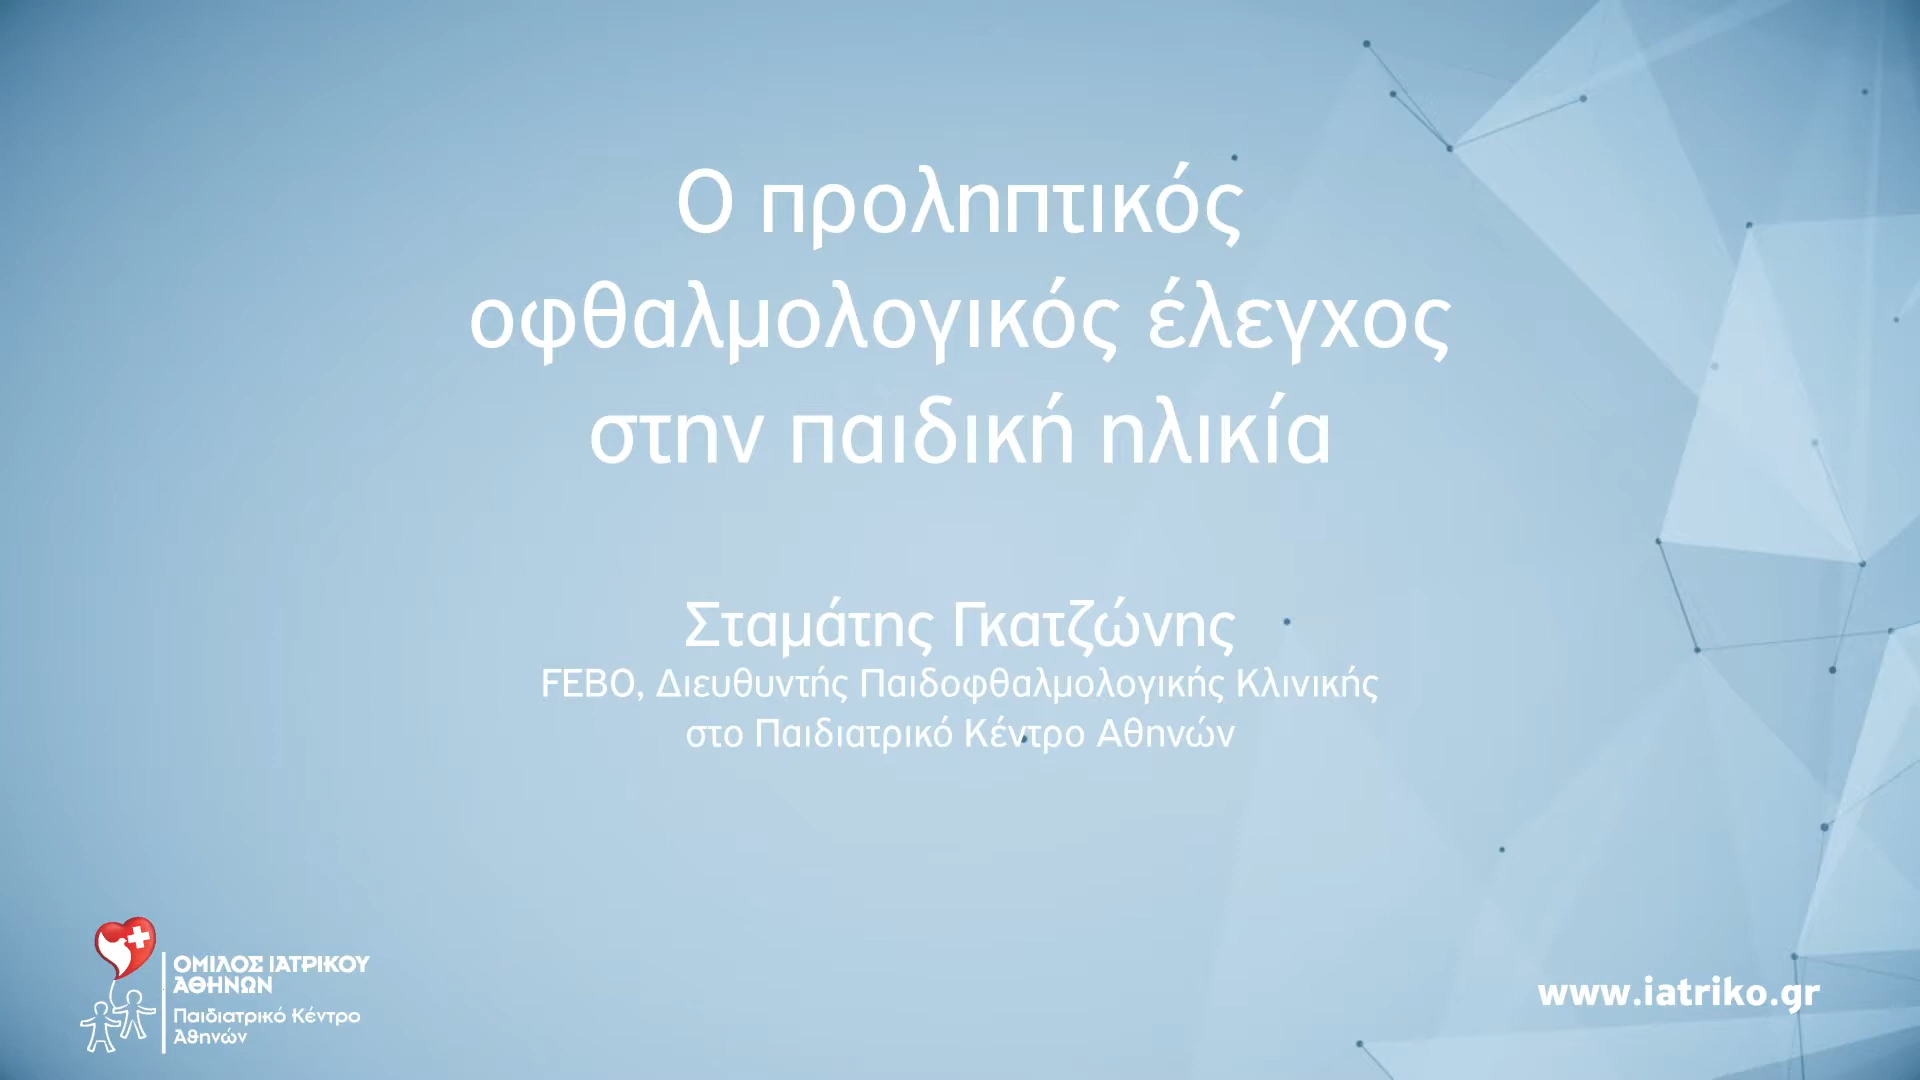 Ο προληπτικός
οφθαλμολογικός έλεγχος
στην παιδική ηλικία
Σταμάτης Γκατζώνης
FEBO, Διευθυντής Παιδοφθαλμολογικής Κλινικής
στο Παιδιατρικό Κέντρο Αθηνών
ΟΜΙΛΟΣ ΙΑΤΡΙΚΟΥ
ΑΘΗΝΩΝ
Παιδιατρικό Κέντρο
Αθηνών
www.iatriko.gr